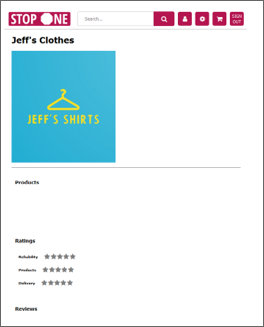 STOP ONE
Search...
SIGN
OUT
Jeff's Clothes
JEFF'S SHIRTS
Products
Ratings
Reliability
Products
Delivery
Reviews